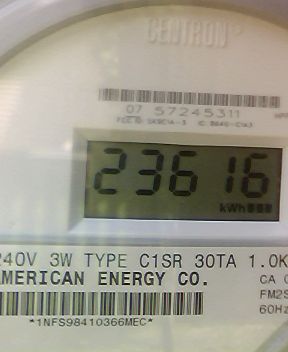 CENTRON®
07 57245311
23616
kWh
240V 3W TYPE C1SR 30TA 1.0K
AMERICAN ENERGY CO. CA
FM2S
*1NFS98410366MEC* 60Hz